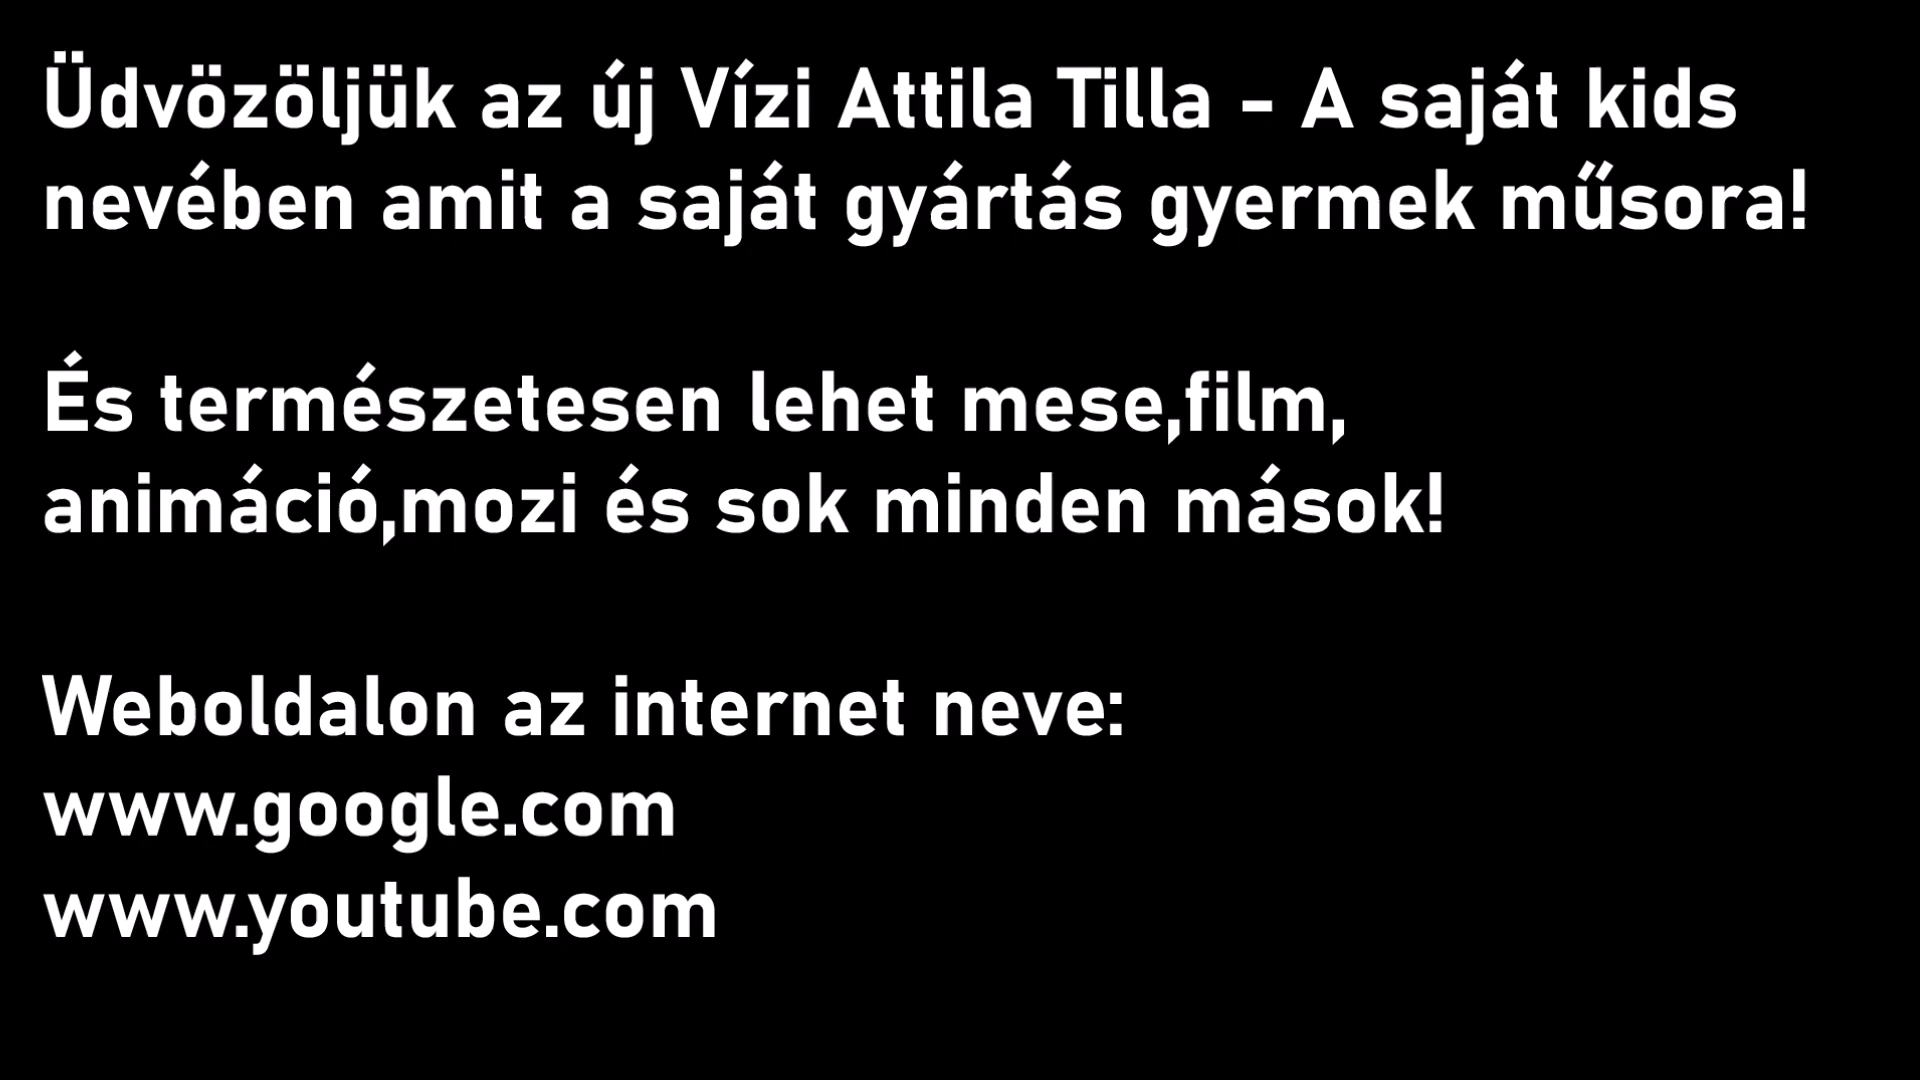 Üdvözöljük az új Vízi Attila Tilla - A saját kids
nevében amit a saját gyártás gyermek műsora!
És természetesen lehet mese,film,
animáció,mozi és sok minden mások!
Weboldalon az internet neve:
www.google.com
www.youtube.com